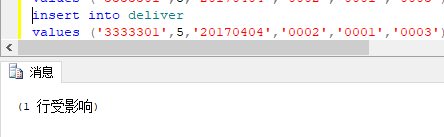 insert into deliver
values ('3333301',5,'20170404','0002','0001','0003')
消息
(1 行受影响)